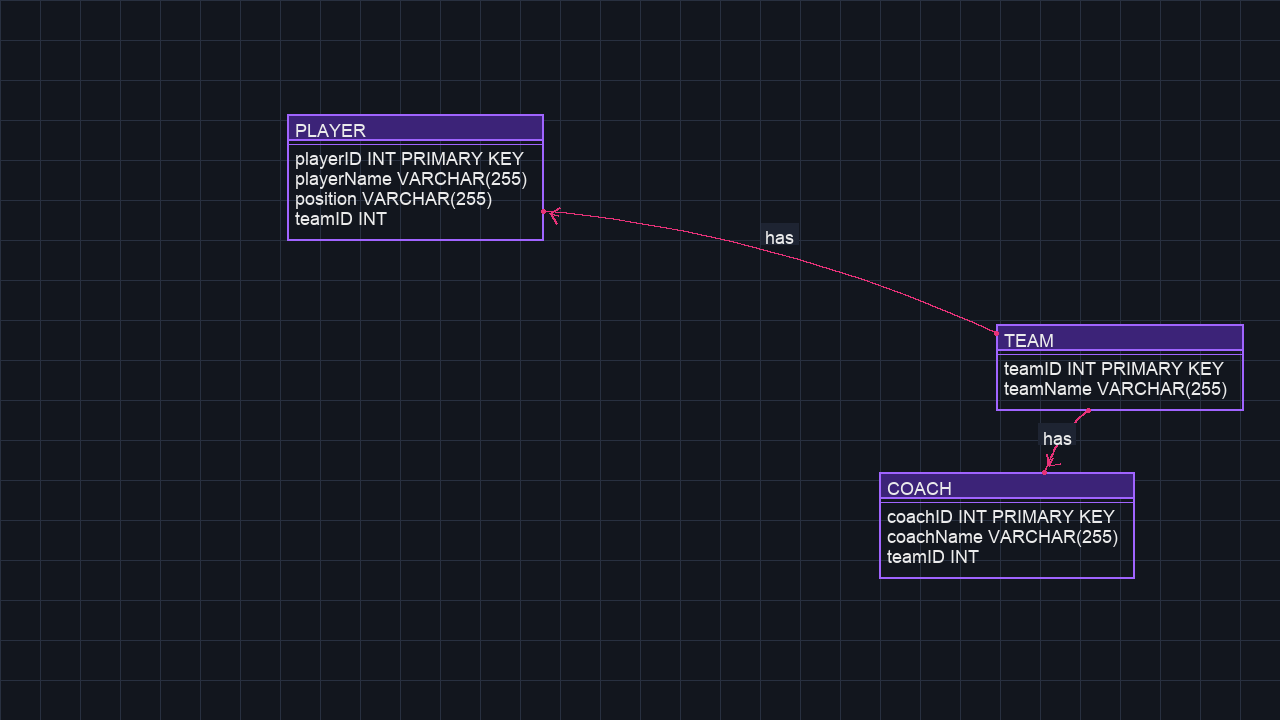 PLAYER
playerID INT PRIMARY KEY
playerName VARCHAR(255)
position VARCHAR(255)
teamID INT
has
TEAM
teamID INT PRIMARY KEY
teamName VARCHAR(255)
has
COACH
coachID INT PRIMARY KEY
coachName VARCHAR(255)
teamID INT